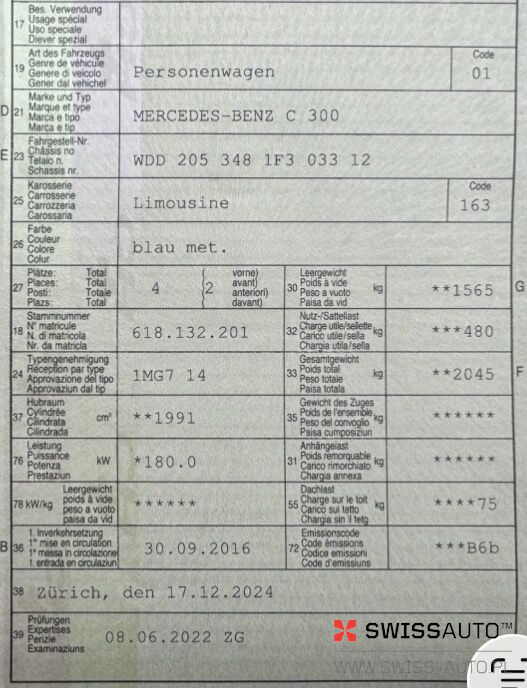 17 Bes. Verwendung
Usage spécial
Uso speciale
Diever spezial
19 Art des Fahrzeugs
Genre de véhicule
Genere di veicolo
Gener dal vehichel
Personenwagen
Code
01
D 21 Marke und Typ
Marque et type
Marca e tipo
Marca e tip
MERCEDES-BENZ C 300
E 23 Fahrgestell-Nr.
Châssis no
Telaio n.
Schassis nr.
WDD 205 348 1F3 033 12
25 Karosserie
Carrosserie
Carrozzeria
Carossaria
Limousine
Code
163
26 Farbe
Couleur
Colore
Colur
blau met.
27 Plätze: Total
Places: Total
Posti: Totale
Plazs: Total
4
( 2 vorne)
avant)
anteriori)
davant)
30 Leergewicht
Poids à vide
Peso a vuoto
Paisa da vid
kg
**1565
G
18 Stammnummer
N° matricule
N. di matricola
Nr. da matricla
618.132.201
32 Nutz-/Sattellast
Charge utile/sellette
Carico utile/sella
Chargia utila/sella
kg
***480
24 Typengenehmigung
Réception par type
Approvazione del tipo
Approvaziun dal tip
1MG7 14
33 Gesamtgewicht
Poids total
Peso totale
Paisa totala
kg
**2045
F
37 Hubraum
Cylindrée
Cilindrata
Cilindrada
cm³
**1991
35 Gewicht des Zuges
Poids de l'ensemble
Peso del convoglio
Paisa cumposiziun
kg
******
76 Leistung
Puissance
Potenza
Prestaziun
kW
*180.0
31 Anhängelast
Poids remorquable
Carico rimorchiato
Chargia annexa
kg
******
78 kW/kg
Leergewicht
poids à vide
peso a vuoto
paisa da vid
******
55 Dachlast
Charge sur le toit
Carico sul tetto
Chargia sin il tetg
kg
****75
B 36 1. Inverkehrsetzung
1re mise en circulation
1a messa in circolazione
1. entrada en circulaziun
30.09.2016
72 Emissionscode
Code émissions
Codice emissioni
Code d'emissiuns
***B6b
38 Zürich, den 17.12.2024
39 Prüfungen
Expertises
Perizie
Examinaziuns
08.06.2022 ZG
SWISSAUTO™
WWW.SWISSAUTO.PL